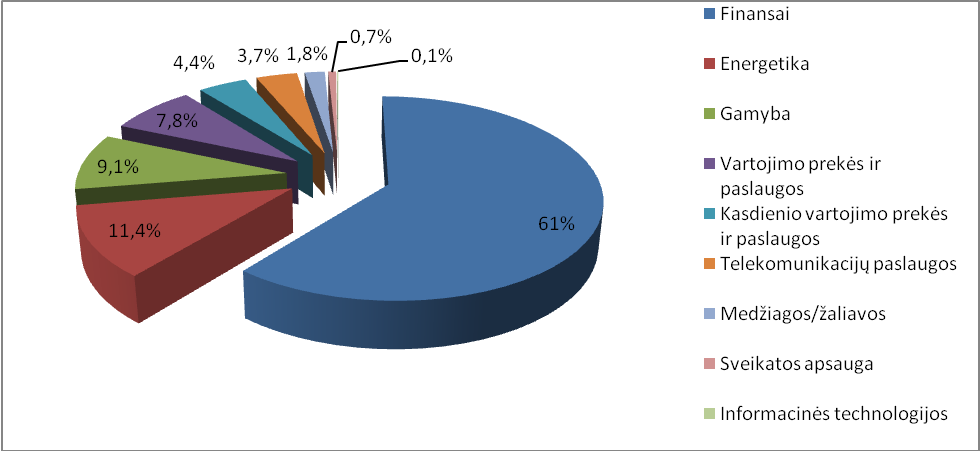 0,7%
1,8%
3,7%
0,1%
4,4%
7,8%
9,1%
11,4%
61%
Finansai
Energetika
Gamyba
Vartojimo prekės ir
paslaugos
Kasdienio vartojimo prekės
ir paslaugos
Telekomunikacijų paslaugos
Medžiagos/žaliavos
Sveikatos apsauga
Informacinės technologijos